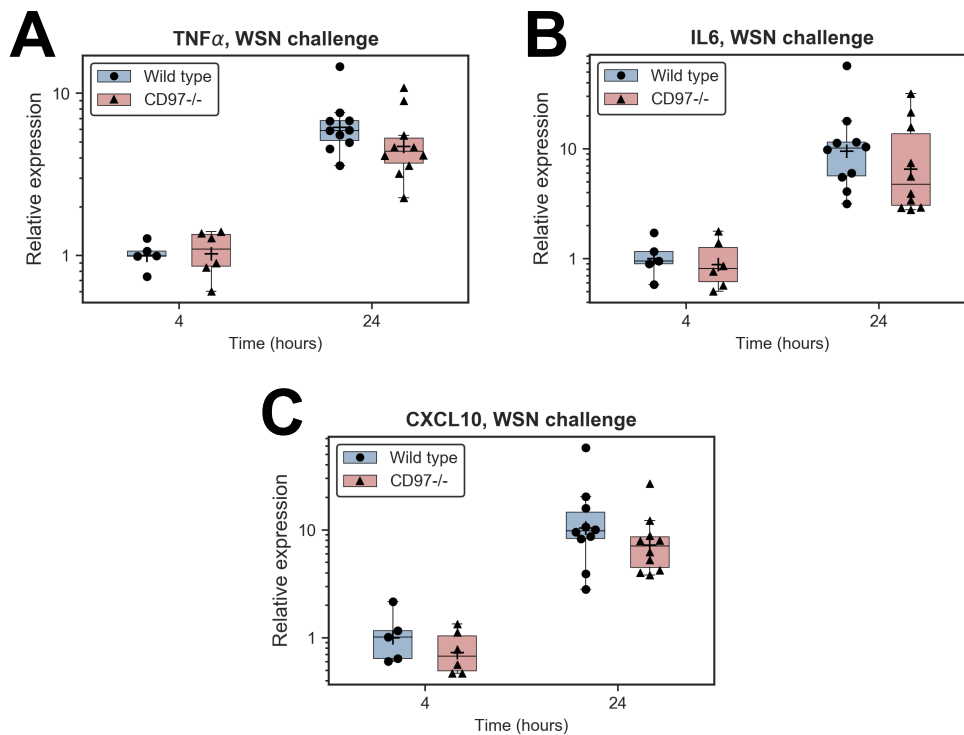 A
TNFα, WSN challenge
Wild type
CD97-/-
Relative expression
10
1
4
24
Time (hours)
B
IL6, WSN challenge
Wild type
CD97-/-
Relative expression
10
1
4
24
Time (hours)
C
CXCL10, WSN challenge
Wild type
CD97-/-
Relative expression
10
1
4
24
Time (hours)